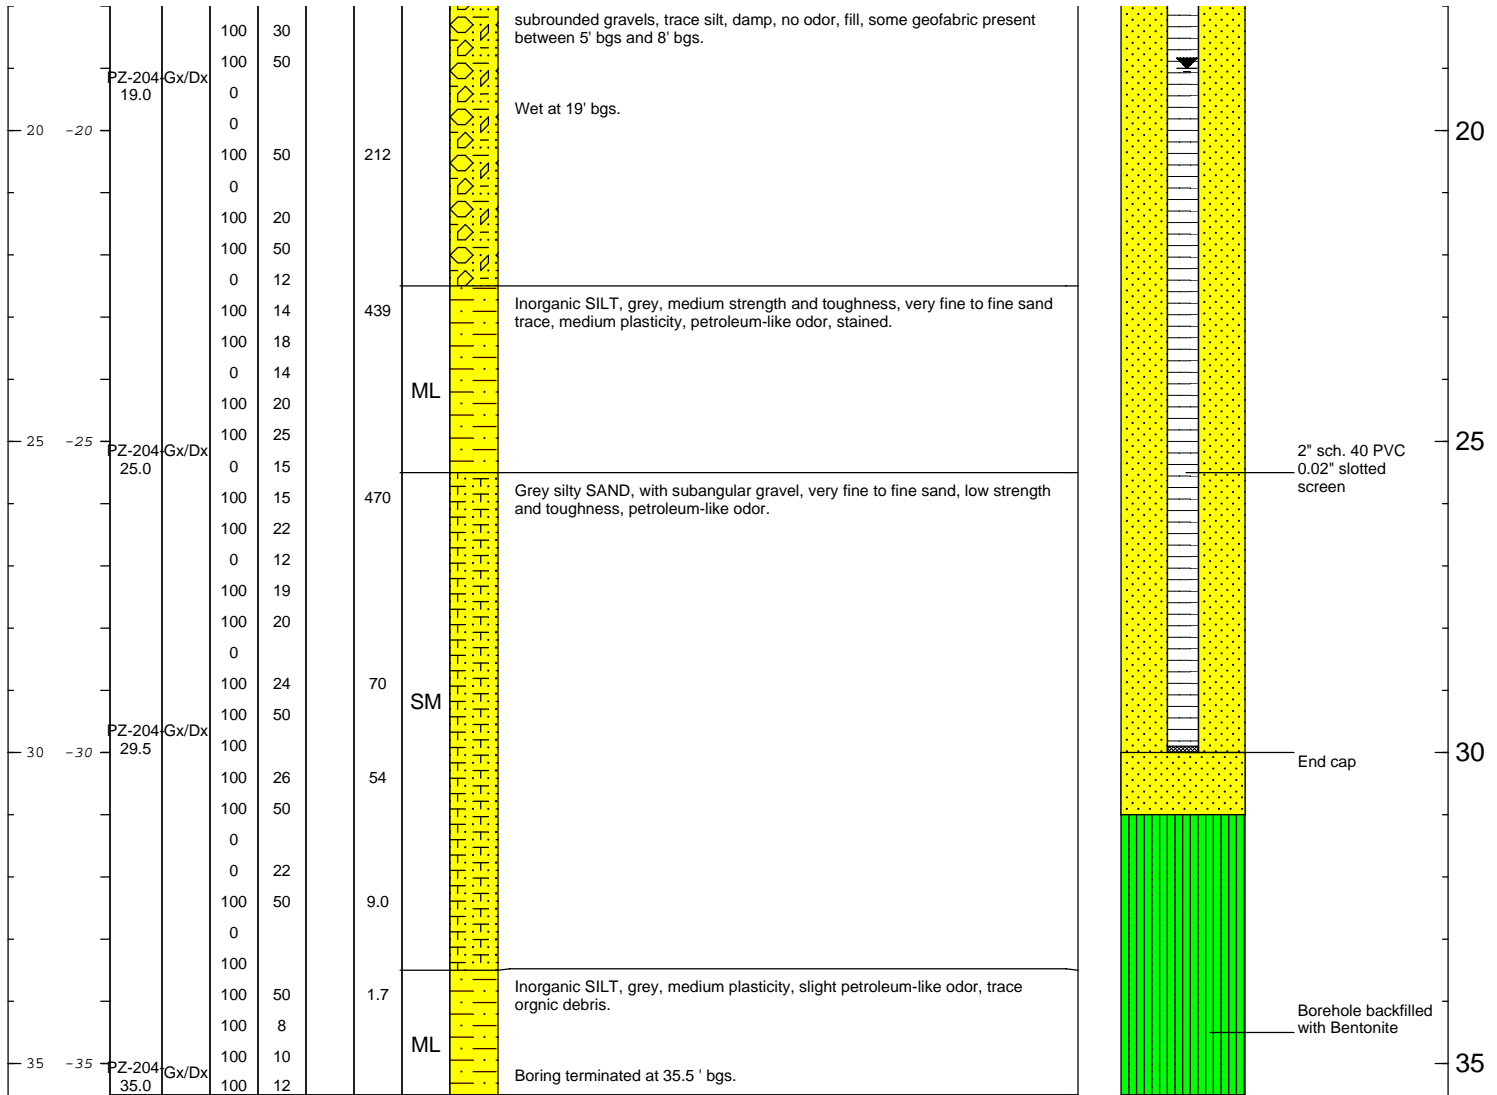 subrounded gravels, trace silt, damp, no odor, fill, some geofabric present
between 5' bgs and 8' bgs.
100 30
100 50
PZ-204 Gx/Dx
19.0
0
Wet at 19' bgs.
0
20 -20 20
100 50 212
0
100 20
100 50
0 12
100 14 439
Inorganic SILT, grey, medium strength and toughness, very fine to fine sand
trace, medium plasticity, petroleum-like odor, stained.
100 18
0 14
ML
100 20
100 25
25 -25 25
PZ-204 Gx/Dx
25.0
0 15
2" sch. 40 PVC
0.02" slotted
screen
100 15 470
Grey silty SAND, with subangular gravel, very fine to fine sand, low strength
and toughness, petroleum-like odor.
100 22
0 12
100 19
100 20
0
100 24 70
SM
100 50
PZ-204 Gx/Dx
29.5
100
30 -30 30
End cap
100 26 54
100 50
0
0 22
100 50 9.0
0
100
100 50 1.7
Inorganic SILT, grey, medium plasticity, slight petroleum-like odor, trace
orgnic debris.
100 8
Borehole backfilled
with Bentonite
ML
100 10
35 -35 35
PZ-204 Gx/Dx
35.0
100 12
Boring terminated at 35.5 ' bgs.